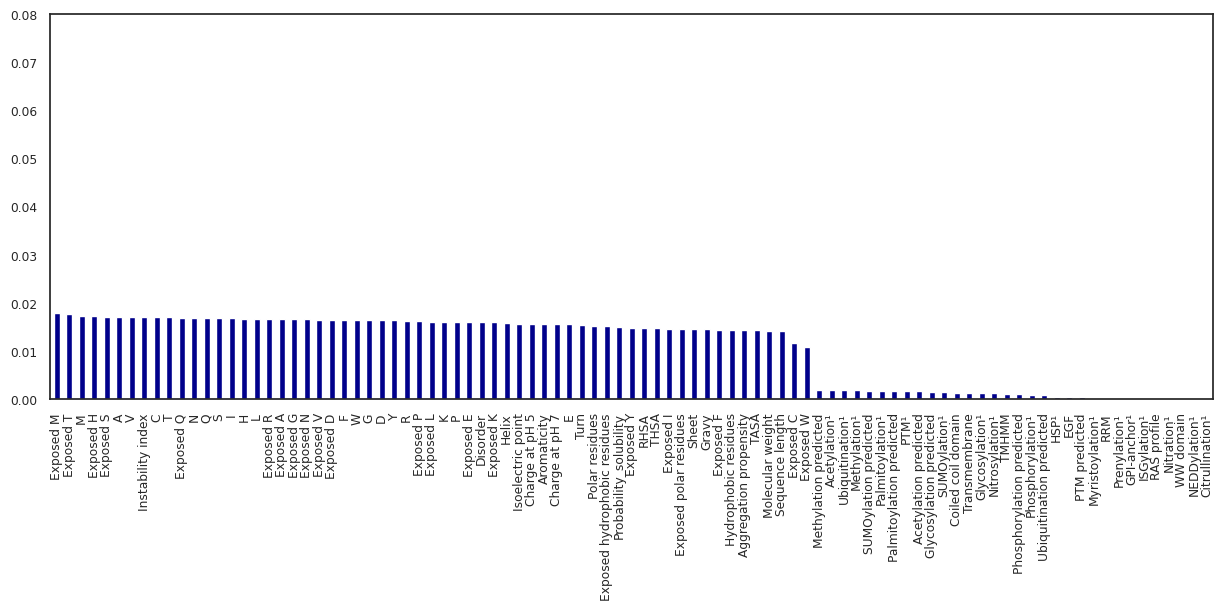 0.08
0.07
0.06
0.05
0.04
0.03
0.02
0.01
0.00
Exposed M
Exposed T
M
Exposed H
Exposed S
A
V
Instability index
C
T
Exposed Q
N
Q
S
I
H
L
Exposed R
Exposed A
Exposed G
Exposed N
Exposed V
Exposed D
F
W
G
D
Y
R
Exposed P
Exposed L
K
P
Exposed E
Disorder
Exposed K
Helix
Isoelectric point
Charge at pH 5
Aromaticity
Charge at pH 7
E
Turn
Polar residues
Exposed hydrophobic residues
Probability_solubility
Exposed Y
RHSA
THSA
Exposed I
Exposed polar residues
Sheet
Gravy
Exposed F
Hydrophobic residues
Aggregation propensity
TASA
Molecular weight
Sequence length
Exposed C
Exposed W
Methylation predicted
Acetylation¹
Ubiquitination¹
Methylation¹
SUMOylation predicted
Palmitoylation¹
Palmitoylation predicted
PTM¹
Acetylation predicted
Glycosylation predicted
SUMOylation¹
Coiled coil domain
Transmembrane
Glycosylation¹
Nitrosylation¹
TMHMM
Phosphorylation predicted
Phosphorylation¹
Ubiquitination predicted
HSP¹
EGF
PTM predicted
Myristoylation¹
RRM
Prenylation¹
GPI-anchor¹
ISGylation¹
RAS profile
Nitration¹
WW domain
NEDDylation¹
Citrullination¹